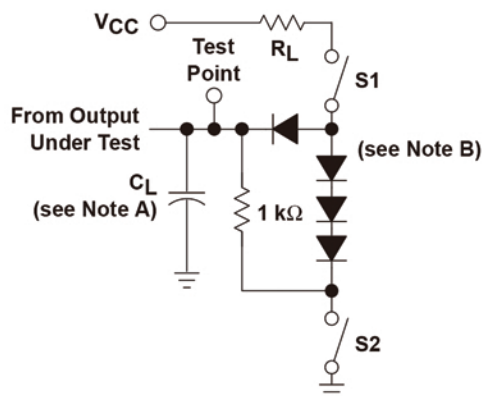 VCC
RL
Test
Point
S1
From Output
Under Test
(see Note B)
CL
(see Note A)
1 kΩ
S2